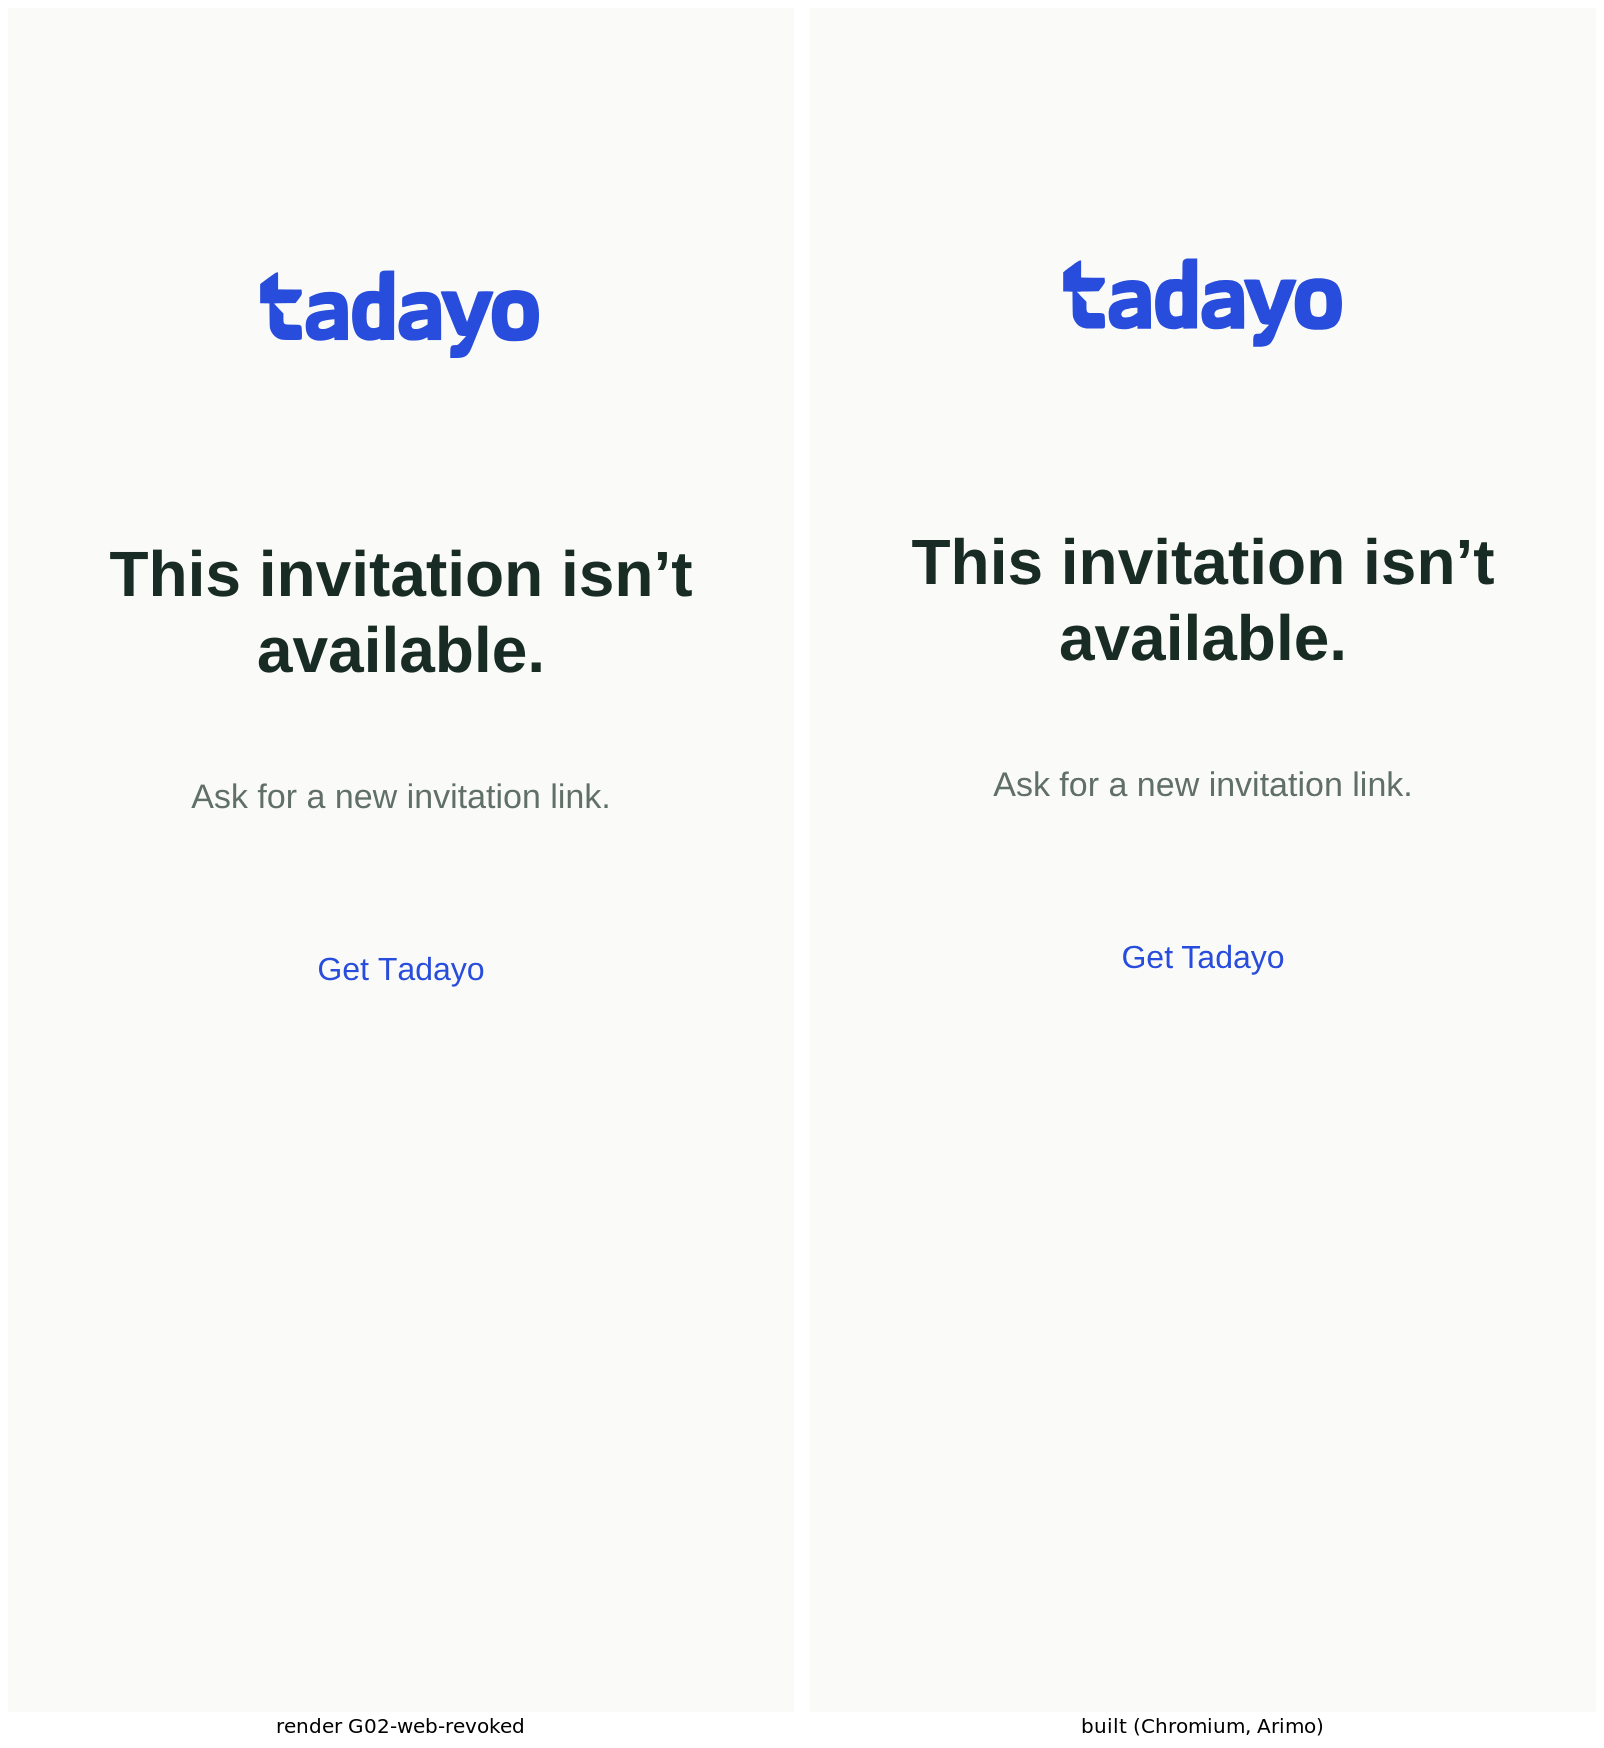 tadayo
This invitation isn’t
available.
Ask for a new invitation link.
Get Tadayo
render G02-web-revoked
tadayo
This invitation isn’t
available.
Ask for a new invitation link.
Get Tadayo
built (Chromium, Arimo)